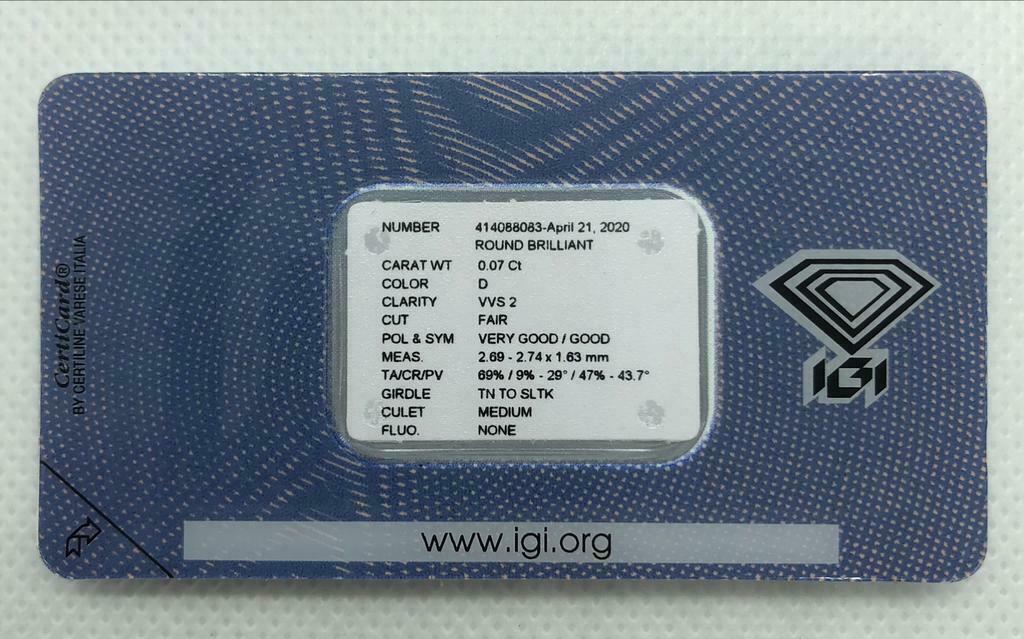 NUMBER 414088083-April 21, 2020
ROUND BRILLIANT
CARAT WT 0.07 Ct
COLOR D
CLARITY VVS 2
CUT FAIR
POL & SYM VERY GOOD / GOOD
MEAS. 2.69 - 2.74 x 1.63 mm
TA/CR/PV 69% / 9% - 29° / 47% - 43.7°
GIRDLE TN TO SLTK
CULET MEDIUM
FLUO. NONE
CertiCard®
BY CERTILINE VARESE ITALIA
IGI
www.igi.org